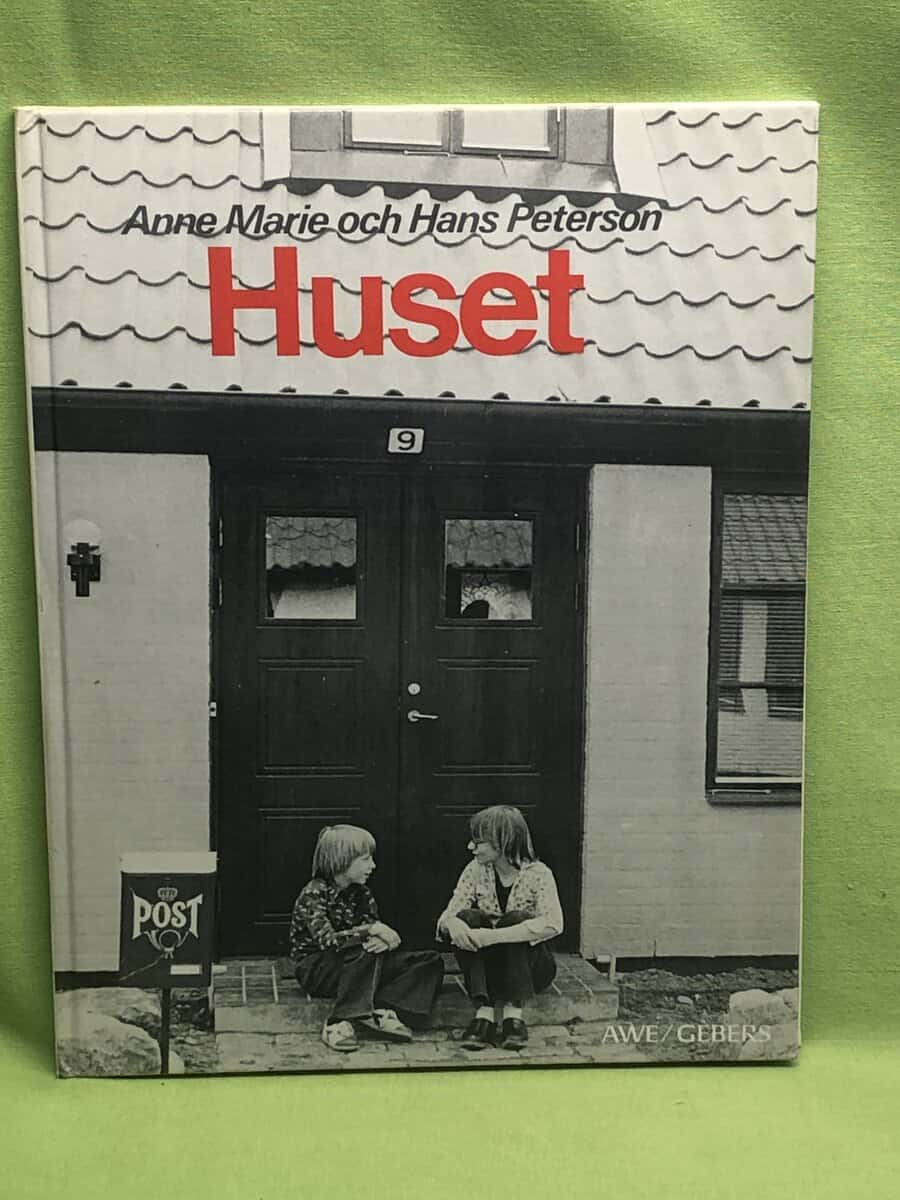 Anne Marie och Hans Peterson
Huset
9
POST
AWE/GEBERS